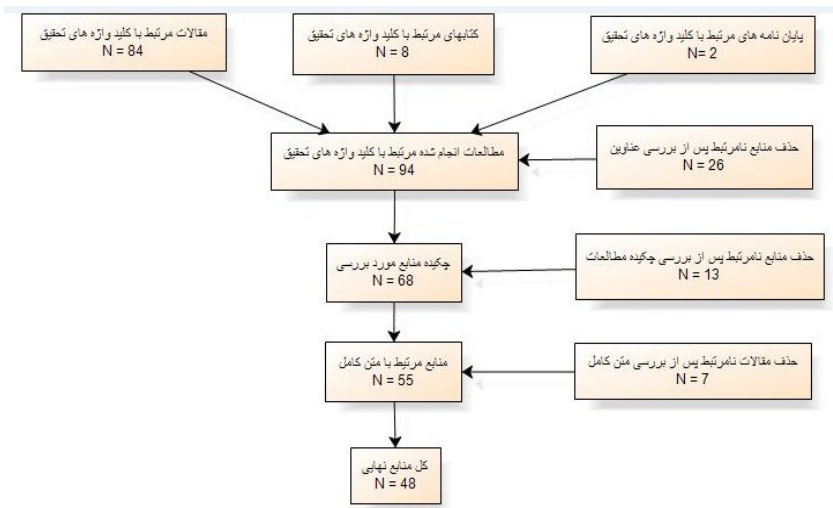 مقالات مرتبط با کلید واژه های تحقیق
N = 84
کتابهای مرتبط با کلید واژه های تحقیق
N = 8
پایان نامه های مرتبط با کلید واژه های تحقیق
N= 2
مطالعات انجام شده مرتبط با کلید واژه های تحقیق
N = 94
حذف منابع نامرتبط پس از بررسی عناوین
N = 26
چکیده منابع مورد بررسی
N = 68
حذف منابع نامرتبط پس از بررسی چکیده مطالعات
N = 13
منابع مرتبط با متن کامل
N = 55
حذف مقالات نامرتبط پس از بررسی متن کامل
N = 7
کل منابع نهایی
N = 48